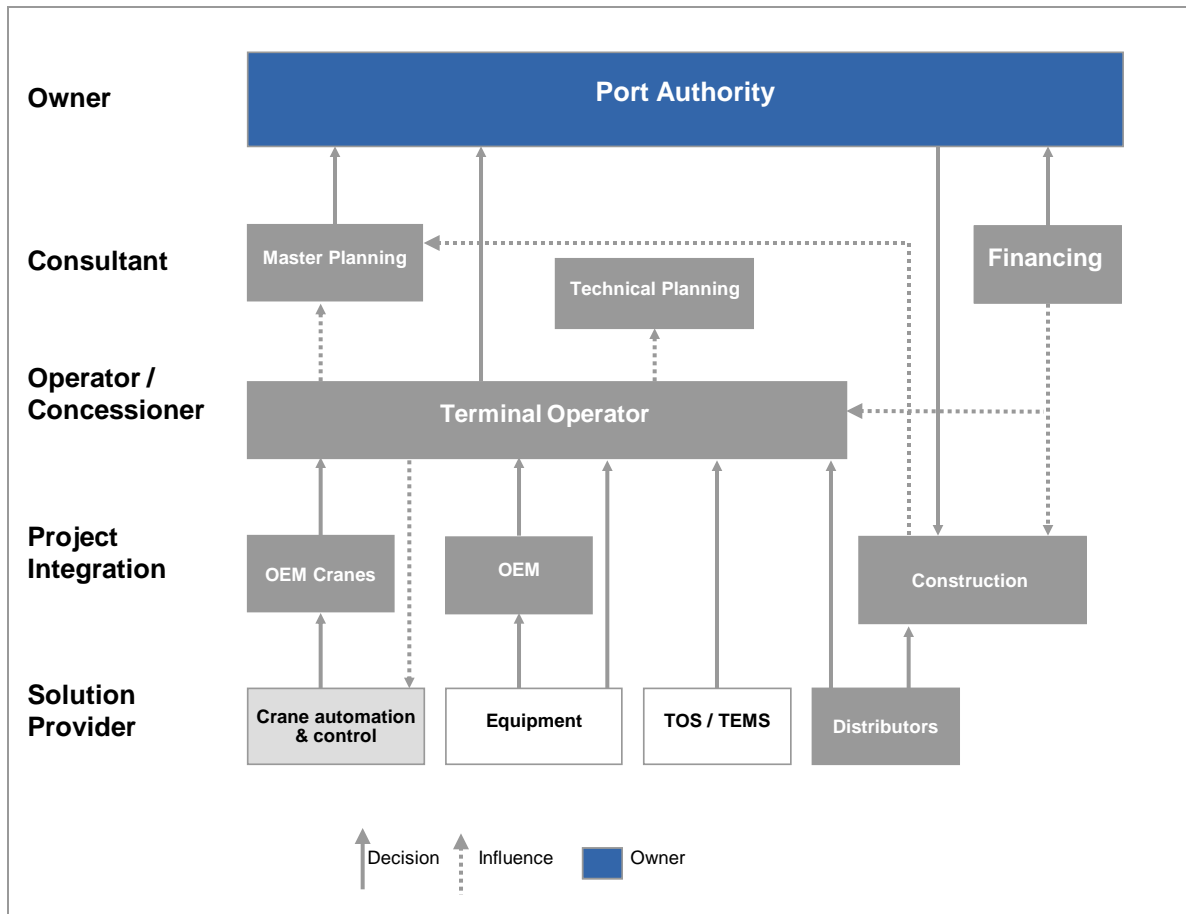 Owner
Port Authority
Consultant
Master Planning
Technical Planning
Financing
Operator /
Concessioner
Terminal Operator
Project
Integration
OEM Cranes
OEM
Construction
Solution
Provider
Crane automation
& control
Equipment
TOS / TEMS
Distributors
Decision
Influence
Owner